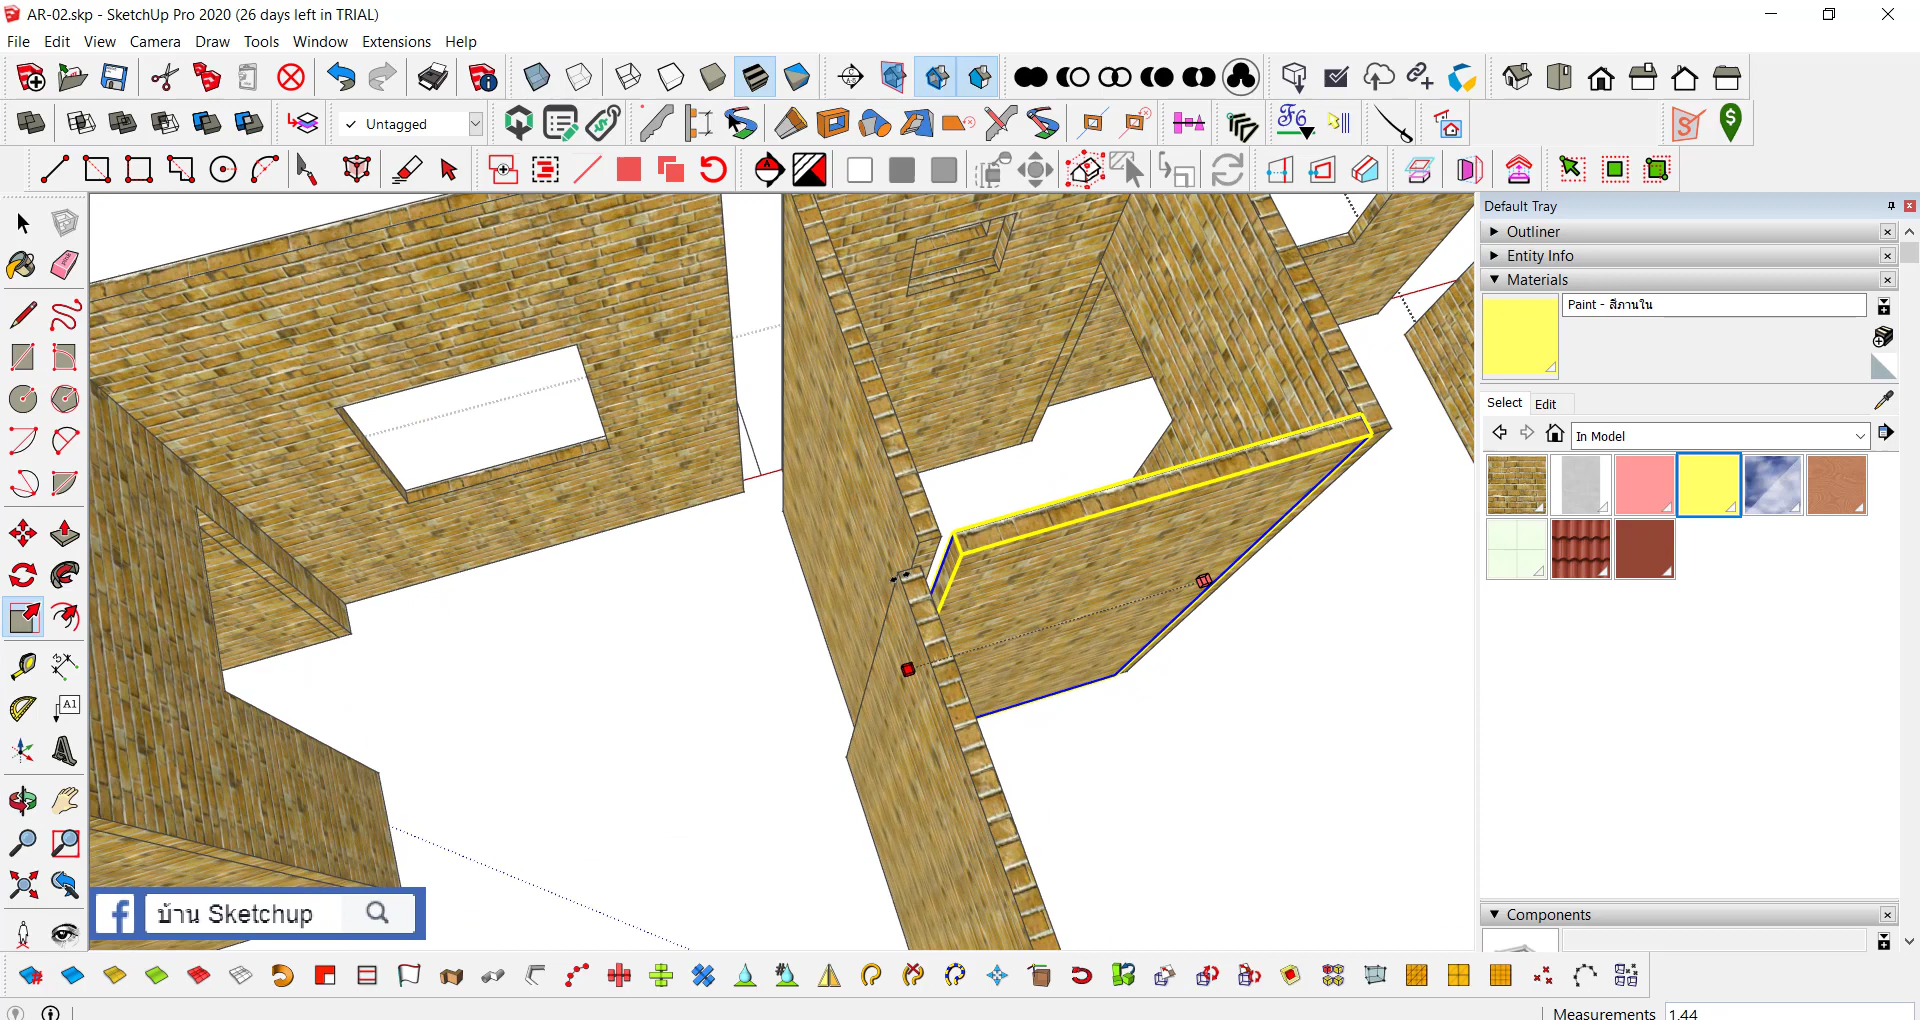 AR-02.skp - SketchUp Pro 2020 (26 days left in TRIAL)
File Edit View Camera Draw Tools Window Extensions Help
Untagged
Default Tray
Outliner
Entity Info
Materials
Paint - สีภานใน
Select Edit
In Model
A1
บ้าน Sketchup
Components
Measurements 1.44